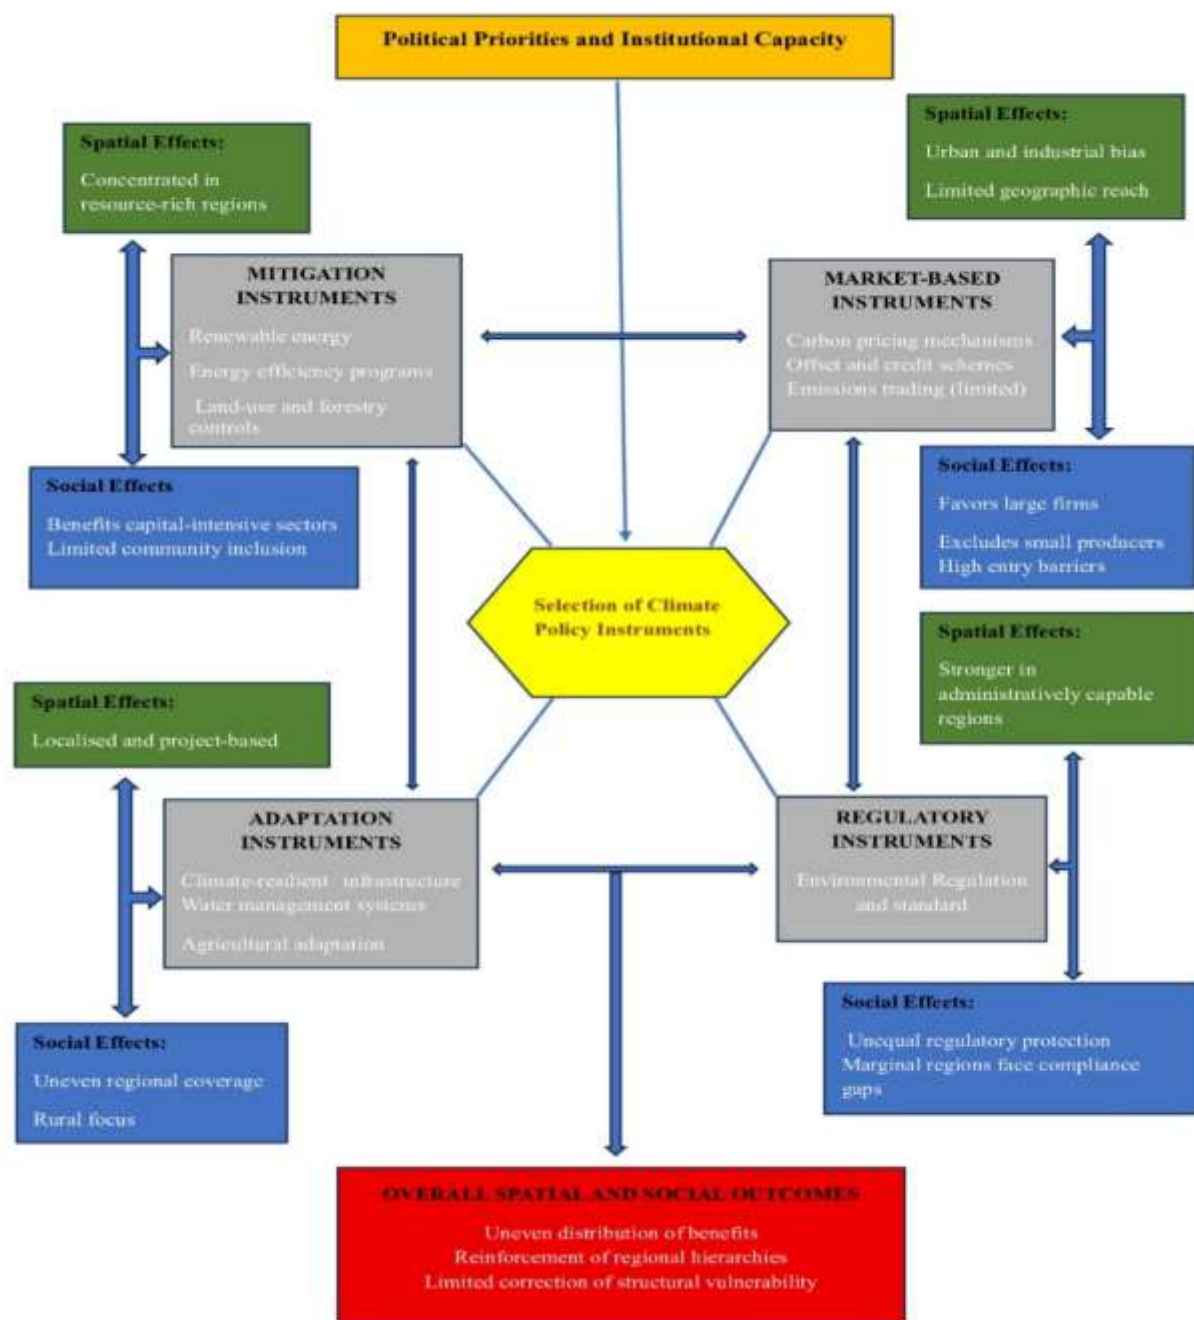 Political Priorities and Institutional Capacity
Spatial Effects:
Concentrated in
resource-rich regions
Spatial Effects:
Urban and industrial bias
Limited geographic reach
MITIGATION
INSTRUMENTS
Renewable energy
Energy efficiency programs
Land-use and forestry
controls
MARKET-BASED
INSTRUMENTS
Carbon pricing mechanisms
Offset and credit schemes
Emissions trading (limited)
Social Effects
Benefits capital-intensive sectors
Limited community inclusion
Social Effects:
Favors large firms
Excludes small producers
High entry barriers
Selection of Climate
Policy Instruments
Spatial Effects:
Localised and project-based
Spatial Effects:
Stronger in
administratively capable
regions
ADAPTATION
INSTRUMENTS
Climate-resilient infrastructure
Water management systems
Agricultural adaptation
REGULATORY
INSTRUMENTS
Environmental Regulation
and standard
Social Effects:
Uneven regional coverage
Rural focus
Social Effects:
Unequal regulatory protection
Marginal regions face compliance
gaps
OVERALL SPATIAL AND SOCIAL OUTCOMES
Uneven distribution of benefits
Reinforcement of regional hierarchies
Limited correction of structural vulnerability